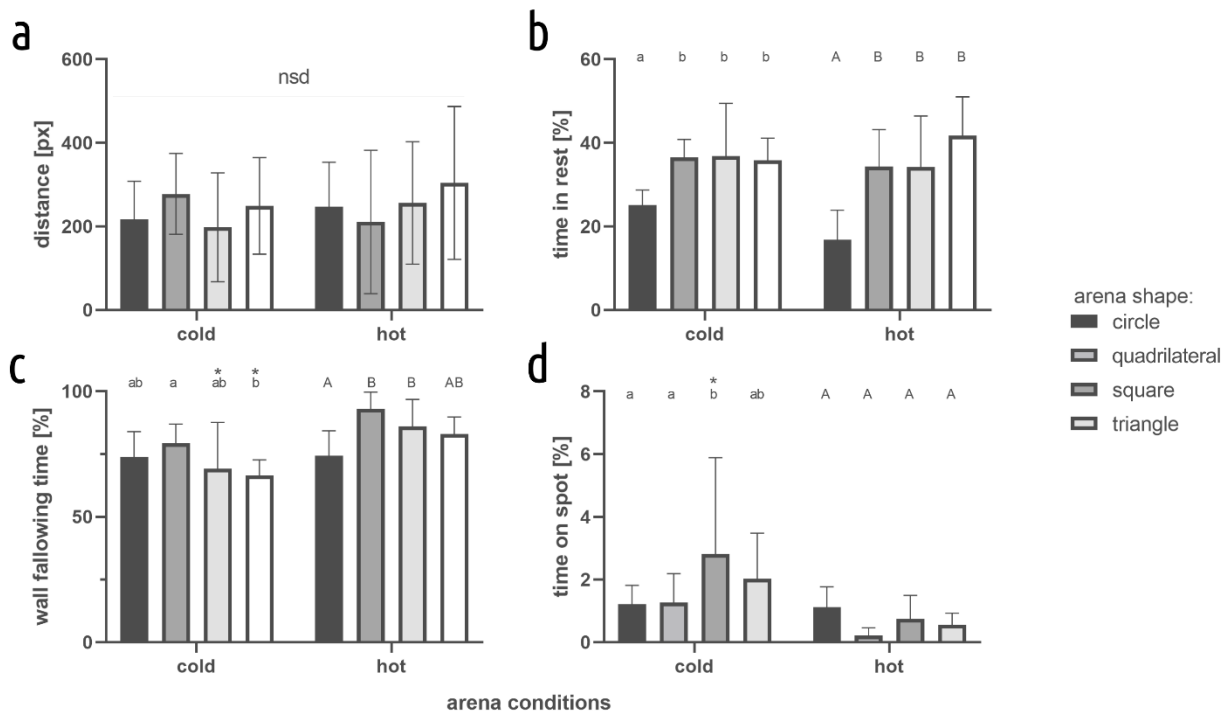 a
600
400
200
0
distance [px]
nsd
cold
hot
b
60
40
20
0
time in rest [%]
a b b b A B B B
cold
hot
arena shape:
circle
quadrilateral
square
triangle
c
100
50
0
wall fallowing time [%]
* *
ab a ab b A B B AB
cold
hot
d
8
6
4
2
0
time on spot [%]
*
a a b ab A A A A
cold
hot
arena conditions